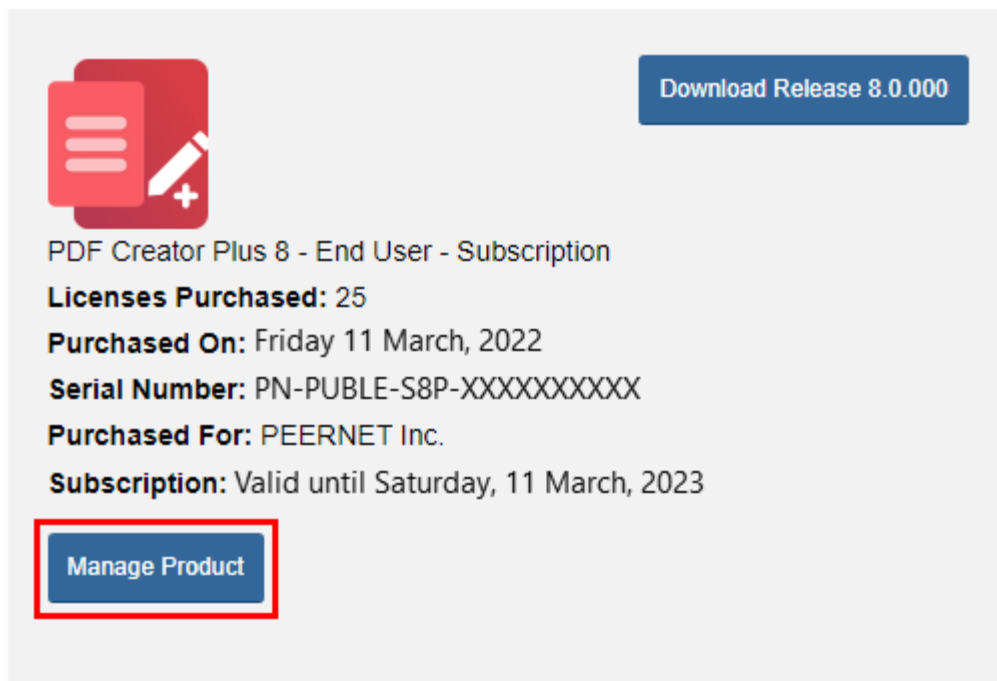 Download Release 8.0.000
PDF Creator Plus 8 - End User - Subscription
Licenses Purchased: 25
Purchased On: Friday 11 March, 2022
Serial Number: PN-PUBLE-S8P-XXXXXXXXXX
Purchased For: PEERNET Inc.
Subscription: Valid until Saturday, 11 March, 2023
Manage Product